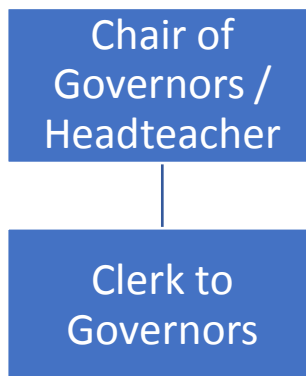 Chair of
Governors /
Headteacher
Clerk to
Governors